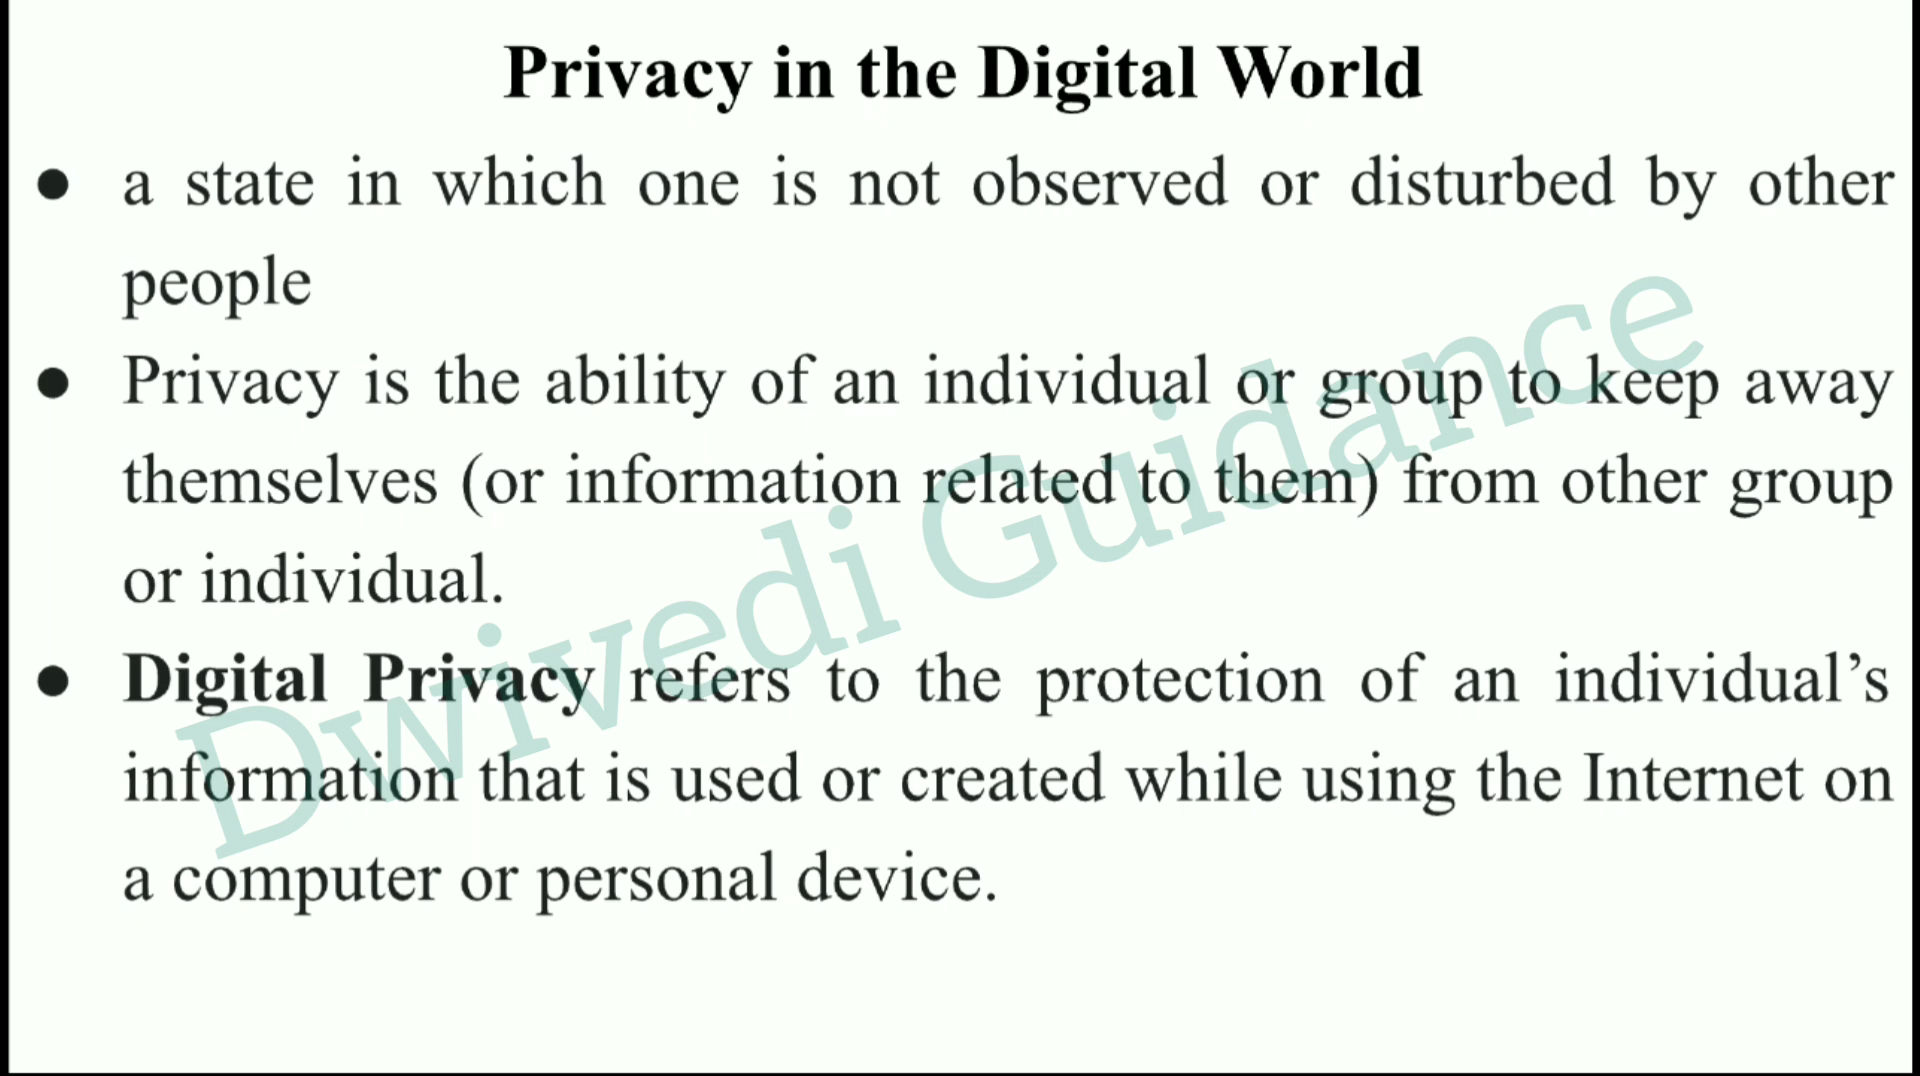 Privacy in the Digital World
● a state in which one is not observed or disturbed by other
people
● Privacy is the ability of an individual or group to keep away
themselves (or information related to them) from other group
or individual.
● Digital Privacy refers to the protection of an individual’s
information that is used or created while using the Internet on
a computer or personal device.
Dwivedi Guidance